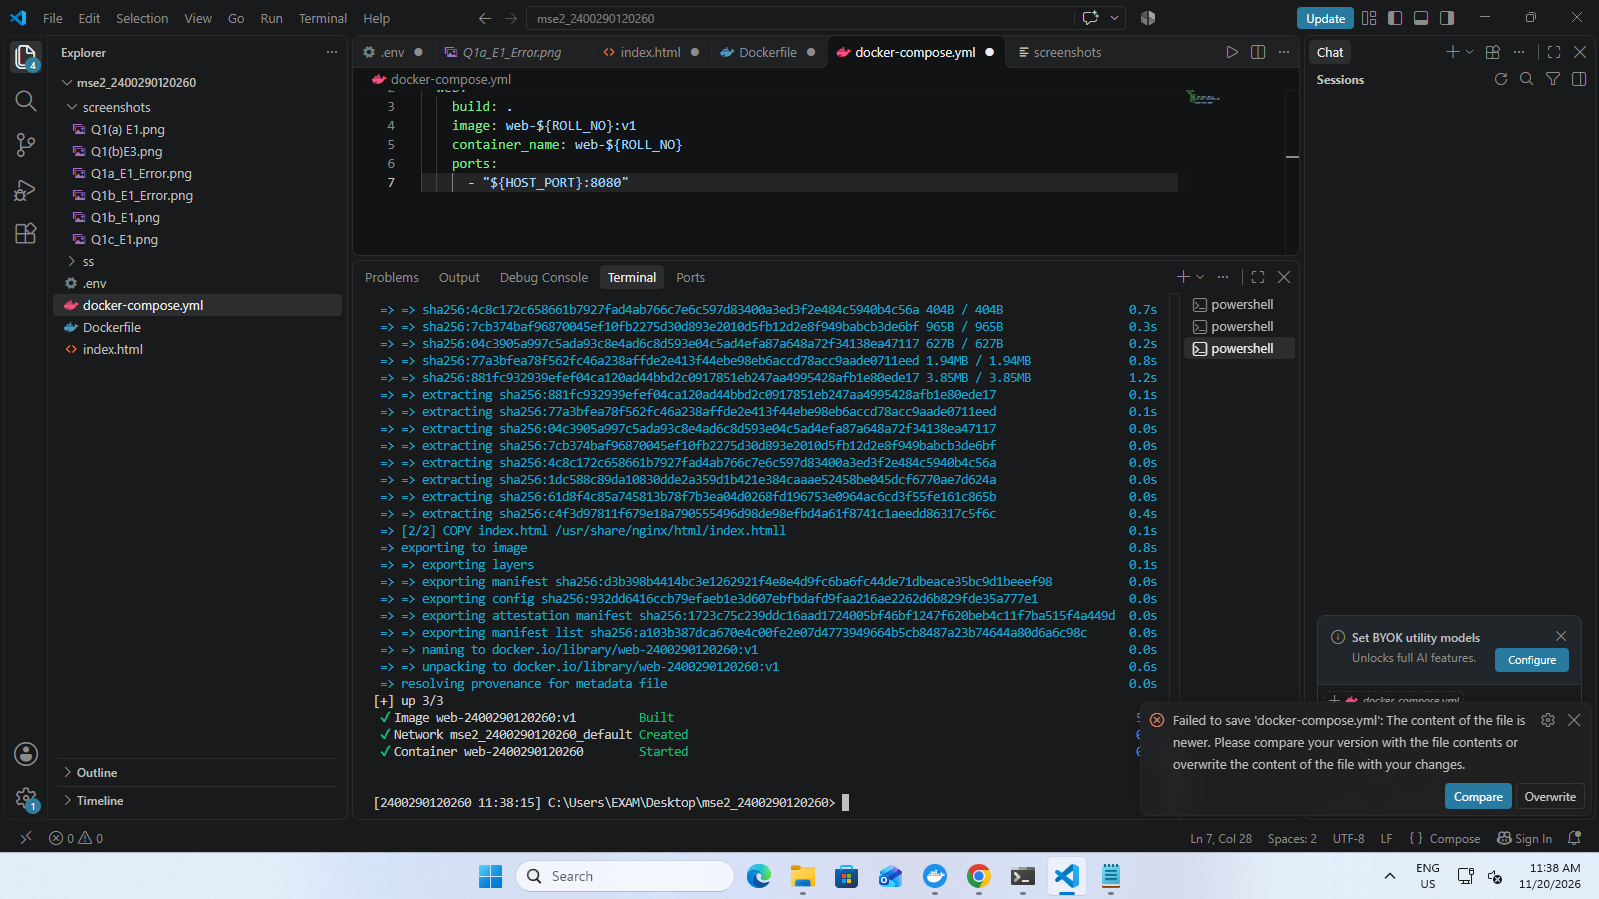 File Edit Selection View Go Run Terminal Help
mse2_2400290120260
Update
Explorer
mse2_2400290120260
screenshots
Q1(a) E1.png
Q1(b)E3.png
Q1a_E1_Error.png
Q1b_E1_Error.png
Q1b_E1.png
Q1c_E1.png
ss
.env
docker-compose.yml
Dockerfile
index.html
Outline
Timeline
4
1
.env Q1a_E1_Error.png index.html Dockerfile docker-compose.yml screenshots
docker-compose.yml
3 build: .
4 image: web-${ROLL_NO}:v1
5 container_name: web-${ROLL_NO}
6 ports:
7 - "${HOST_PORT}:8080"
Problems Output Debug Console Terminal Ports
=> => sha256:4c8c172c658661b7927fad4ab766c7e6c597d83400a3ed3f2e484c5940b4c56a 404B / 404B 0.7s
=> => sha256:7cb374baf96870045ef10fb2275d30d893e2010d5fb12d2e8f949babcb3de6bf 965B / 965B 0.3s
=> => sha256:04c3905a997c5ada93c8e4ad6c8d593e04c5ad4efa87a648a72f34138ea47117 627B / 627B 0.2s
=> => sha256:77a3bfea78f562fc46a238affde2e413f44ebe98eb6accd78acc9aade0711eed 1.94MB / 1.94MB 0.8s
=> => sha256:881fc932939efef04ca120ad44bbd2c0917851eb247aa4995428afb1e80ede17 3.85MB / 3.85MB 1.2s
=> => extracting sha256:881fc932939efef04ca120ad44bbd2c0917851eb247aa4995428afb1e80ede17 0.1s
=> => extracting sha256:77a3bfea78f562fc46a238affde2e413f44ebe98eb6accd78acc9aade0711eed 0.1s
=> => extracting sha256:04c3905a997c5ada93c8e4ad6c8d593e04c5ad4efa87a648a72f34138ea47117 0.0s
=> => extracting sha256:7cb374baf96870045ef10fb2275d30d893e2010d5fb12d2e8f949babcb3de6bf 0.0s
=> => extracting sha256:4c8c172c658661b7927fad4ab766c7e6c597d83400a3ed3f2e484c5940b4c56a 0.0s
=> => extracting sha256:1dc588c89da10830dde2a359d1b421e384caaae52458be045dcf6770ae7d624a 0.0s
=> => extracting sha256:61d8f4c85a745813b78f7b3ea04d0268fd196753e0964ac6cd3f55fe161c865b 0.0s
=> => extracting sha256:c4f3d97811f679e18a790555496d98de98efbd4a61f8741c1aeedd86317c5f6c 0.4s
=> [2/2] COPY index.html /usr/share/nginx/html/index.htmll 0.1s
=> exporting to image 0.8s
=> => exporting layers 0.1s
=> => exporting manifest sha256:d3b398b4414bc3e1262921f4e8e4d9fc6ba6fc44de71dbeace35bc9d1beeef98 0.0s
=> => exporting config sha256:932dd6416ccb79efaeb1e3d607ebfbdafd9faa216ae2262d6b829fde35a777e1 0.0s
=> => exporting attestation manifest sha256:1723c75c239ddc16aad1724005bf46bf1247f620beb4c11f7ba515f4a449d 0.0s
=> => exporting manifest list sha256:a103b387dca670e4c00fe2e07d4773949664b5cb8487a23b74644a80d6a6c98c 0.0s
=> => naming to docker.io/library/web-2400290120260:v1 0.0s
=> => unpacking to docker.io/library/web-2400290120260:v1 0.6s
=> resolving provenance for metadata file 0.0s
[+] up 3/3
✔ Image web-2400290120260:v1 Built
✔ Network mse2_2400290120260_default Created
✔ Container web-2400290120260 Started
[2400290120260 11:38:15] C:\Users\EXAM\Desktop\mse2_2400290120260>
powershell
powershell
powershell
Chat
Sessions
Set BYOK utility models
Unlocks full AI features.
Configure
docker-compose.yml
Failed to save 'docker-compose.yml': The content of the file is
newer. Please compare your version with the file contents or
overwrite the content of the file with your changes.
Compare Overwrite
0 0
Ln 7, Col 28 Spaces: 2 UTF-8 LF { } Compose Sign In
Search
ENG
US
11:38 AM
11/20/2026